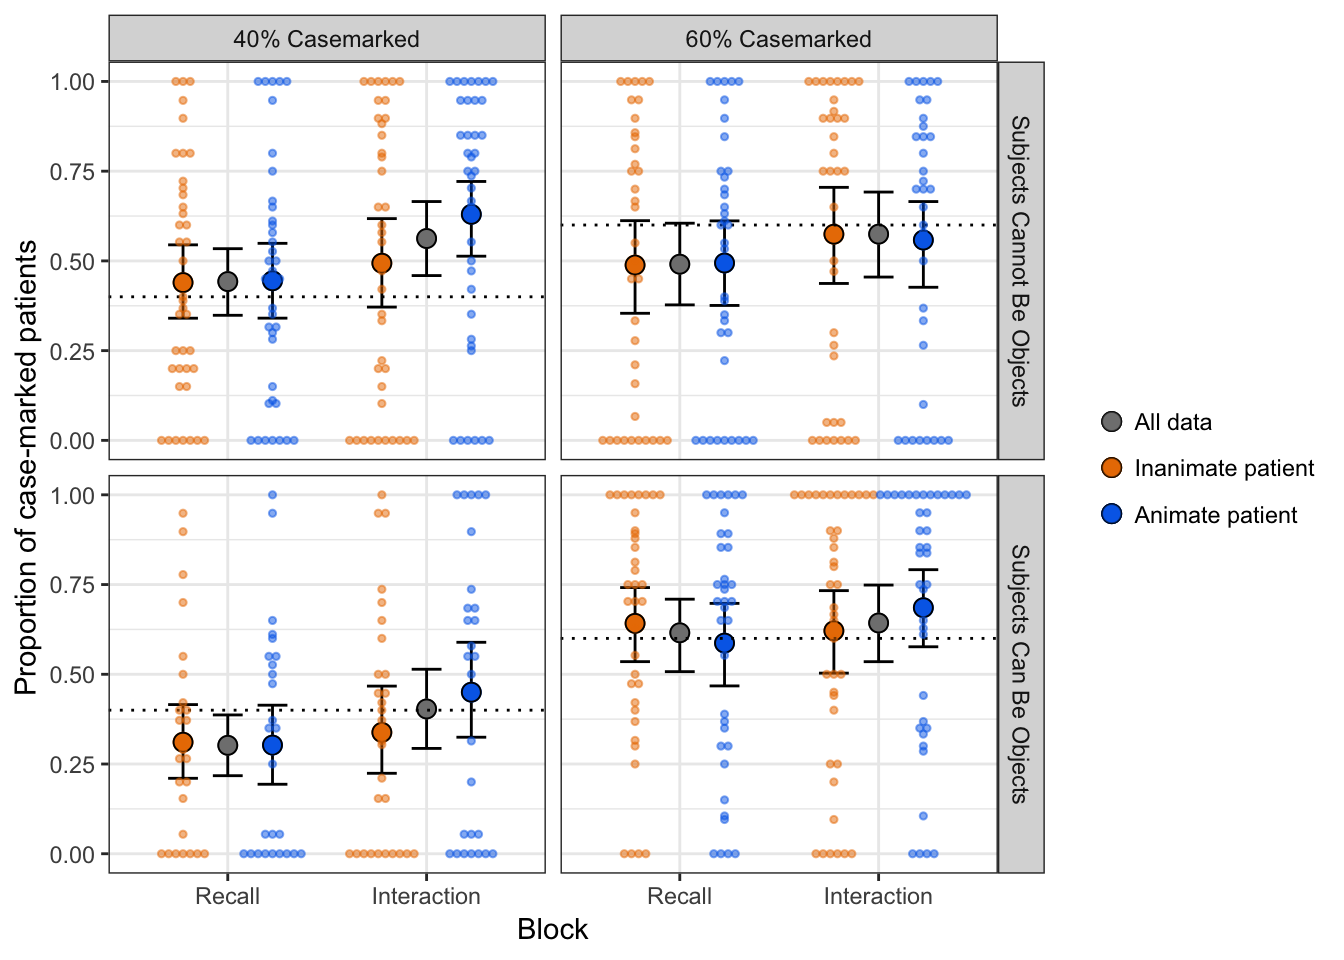 40% Casemarked
60% Casemarked
Proportion of case-marked patients
1.00
0.75
0.50
0.25
0.00
Subjects Cannot Be Objects
1.00
0.75
0.50
0.25
0.00
Subjects Can Be Objects
Recall
Interaction
Recall
Interaction
Block
All data
Inanimate patient
Animate patient